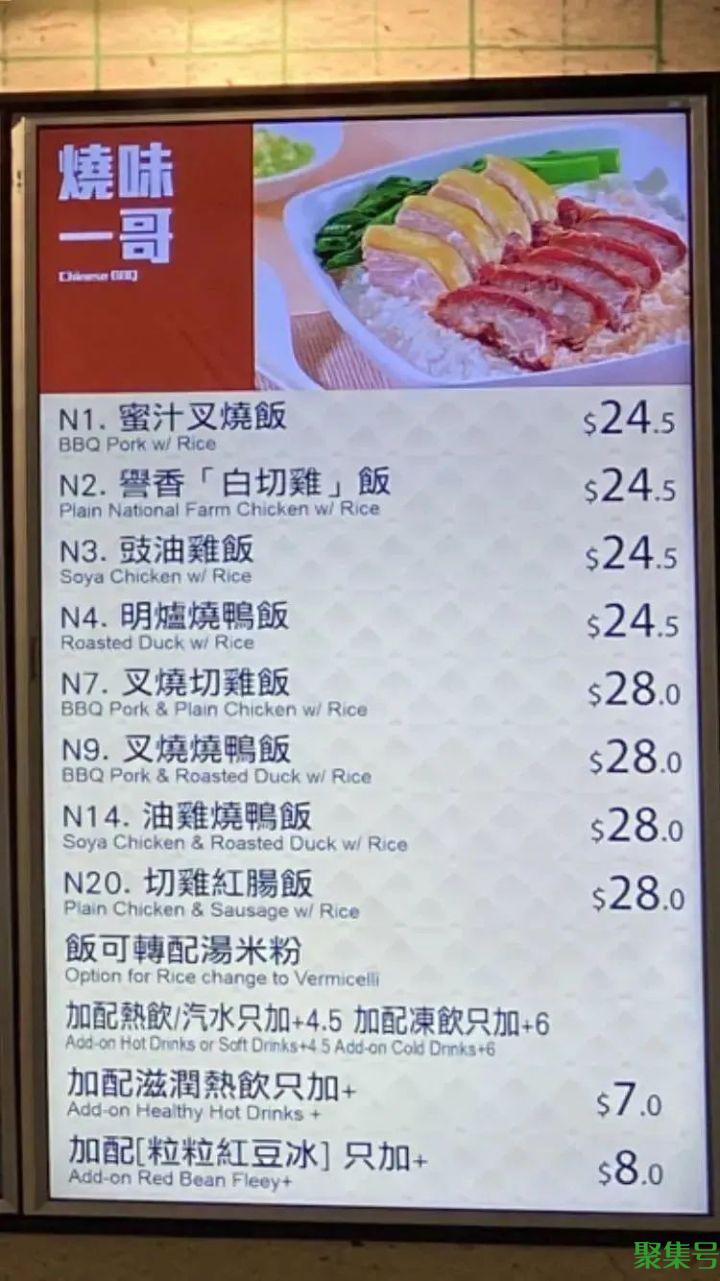 燒味
一哥
Chinese BBQ
N1. 蜜汁叉燒飯 $24.5
BBQ Pork w/ Rice
N2. 譽香「白切雞」飯 $24.5
Plain National Farm Chicken w/ Rice
N3. 豉油雞飯 $24.5
Soya Chicken w/ Rice
N4. 明爐燒鴨飯 $24.5
Roasted Duck w/ Rice
N7. 叉燒切雞飯 $28.0
BBQ Pork & Plain Chicken w/ Rice
N9. 叉燒燒鴨飯 $28.0
BBQ Pork & Roasted Duck w/ Rice
N14. 油雞燒鴨飯 $28.0
Soya Chicken & Roasted Duck w/ Rice
N20. 切雞紅腸飯 $28.0
Plain Chicken & Sausage w/ Rice
飯可轉配湯米粉
Option for Rice change to Vermicelli
加配熱飲/汽水只加+4.5 加配凍飲只加+6
Add-on Hot Drinks or Soft Drinks+4.5 Add-on Cold Drinks+6
加配滋潤熱飲只加+ $7.0
Add-on Healthy Hot Drinks +
加配[粒粒紅豆冰] 只加+ $8.0
Add-on Red Bean Fleey+
聚集号